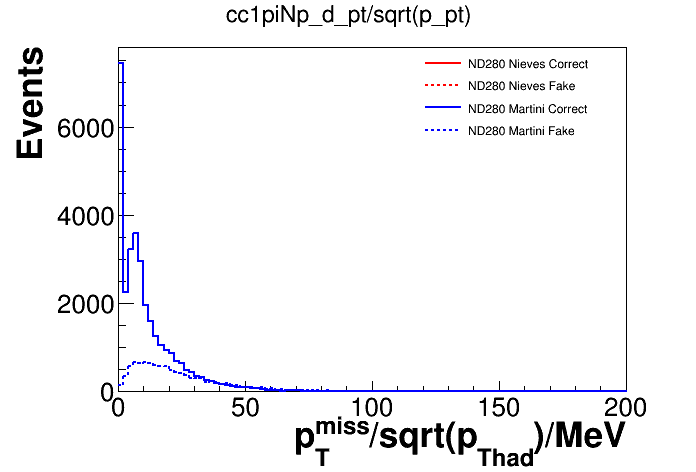 cc1piNp_d_pt/sqrt(p_pt)
Events
ND280 Nieves Correct
ND280 Nieves Fake
ND280 Martini Correct
ND280 Martini Fake
6000
4000
2000
0
0 50 100 150 200
p_T^miss/sqrt(p_Thad)/MeV